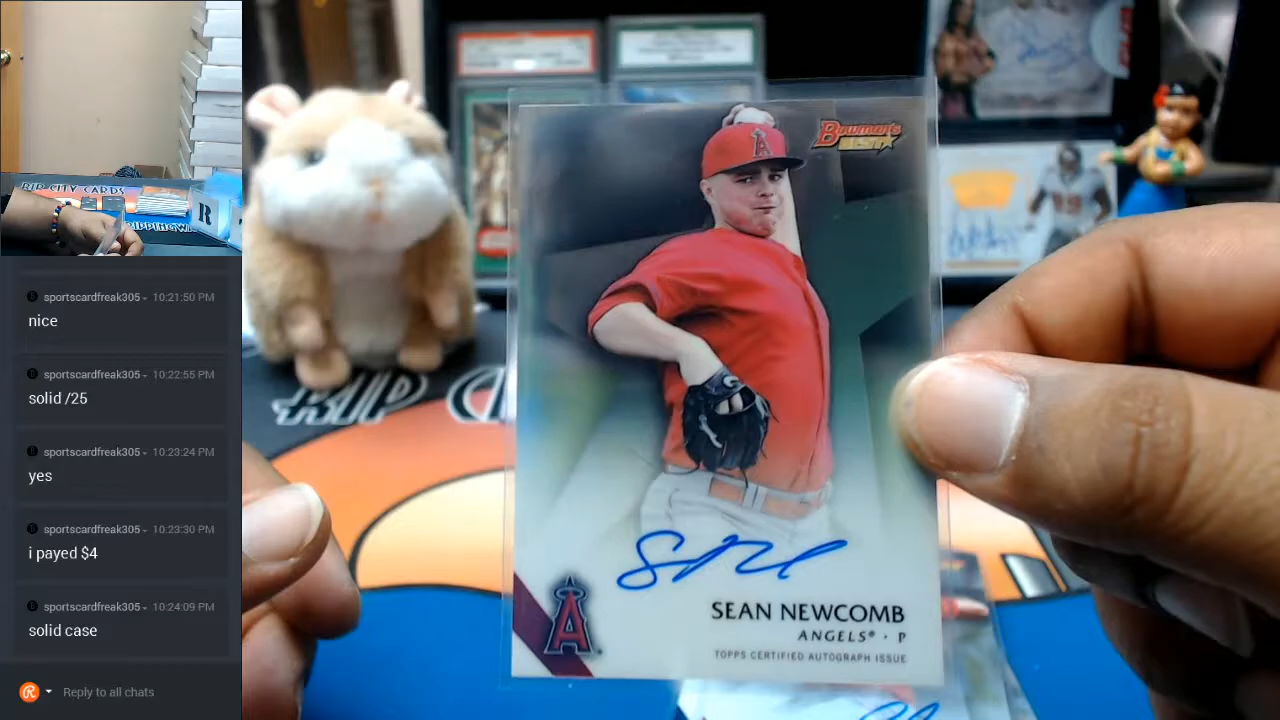 RIP CITY CARDS
R
RIPPINGWA
sportscardfreak305 10:21:50 PM
nice
sportscardfreak305 10:22:55 PM
solid /25
sportscardfreak305 10:23:24 PM
yes
sportscardfreak305 10:23:30 PM
i payed $4
sportscardfreak305 10:24:09 PM
solid case
Reply to all chats
RIP C
Bowman's
BEST
A
A
SEAN NEWCOMB
ANGELS® · P
TOPPS CERTIFIED AUTOGRAPH ISSUE